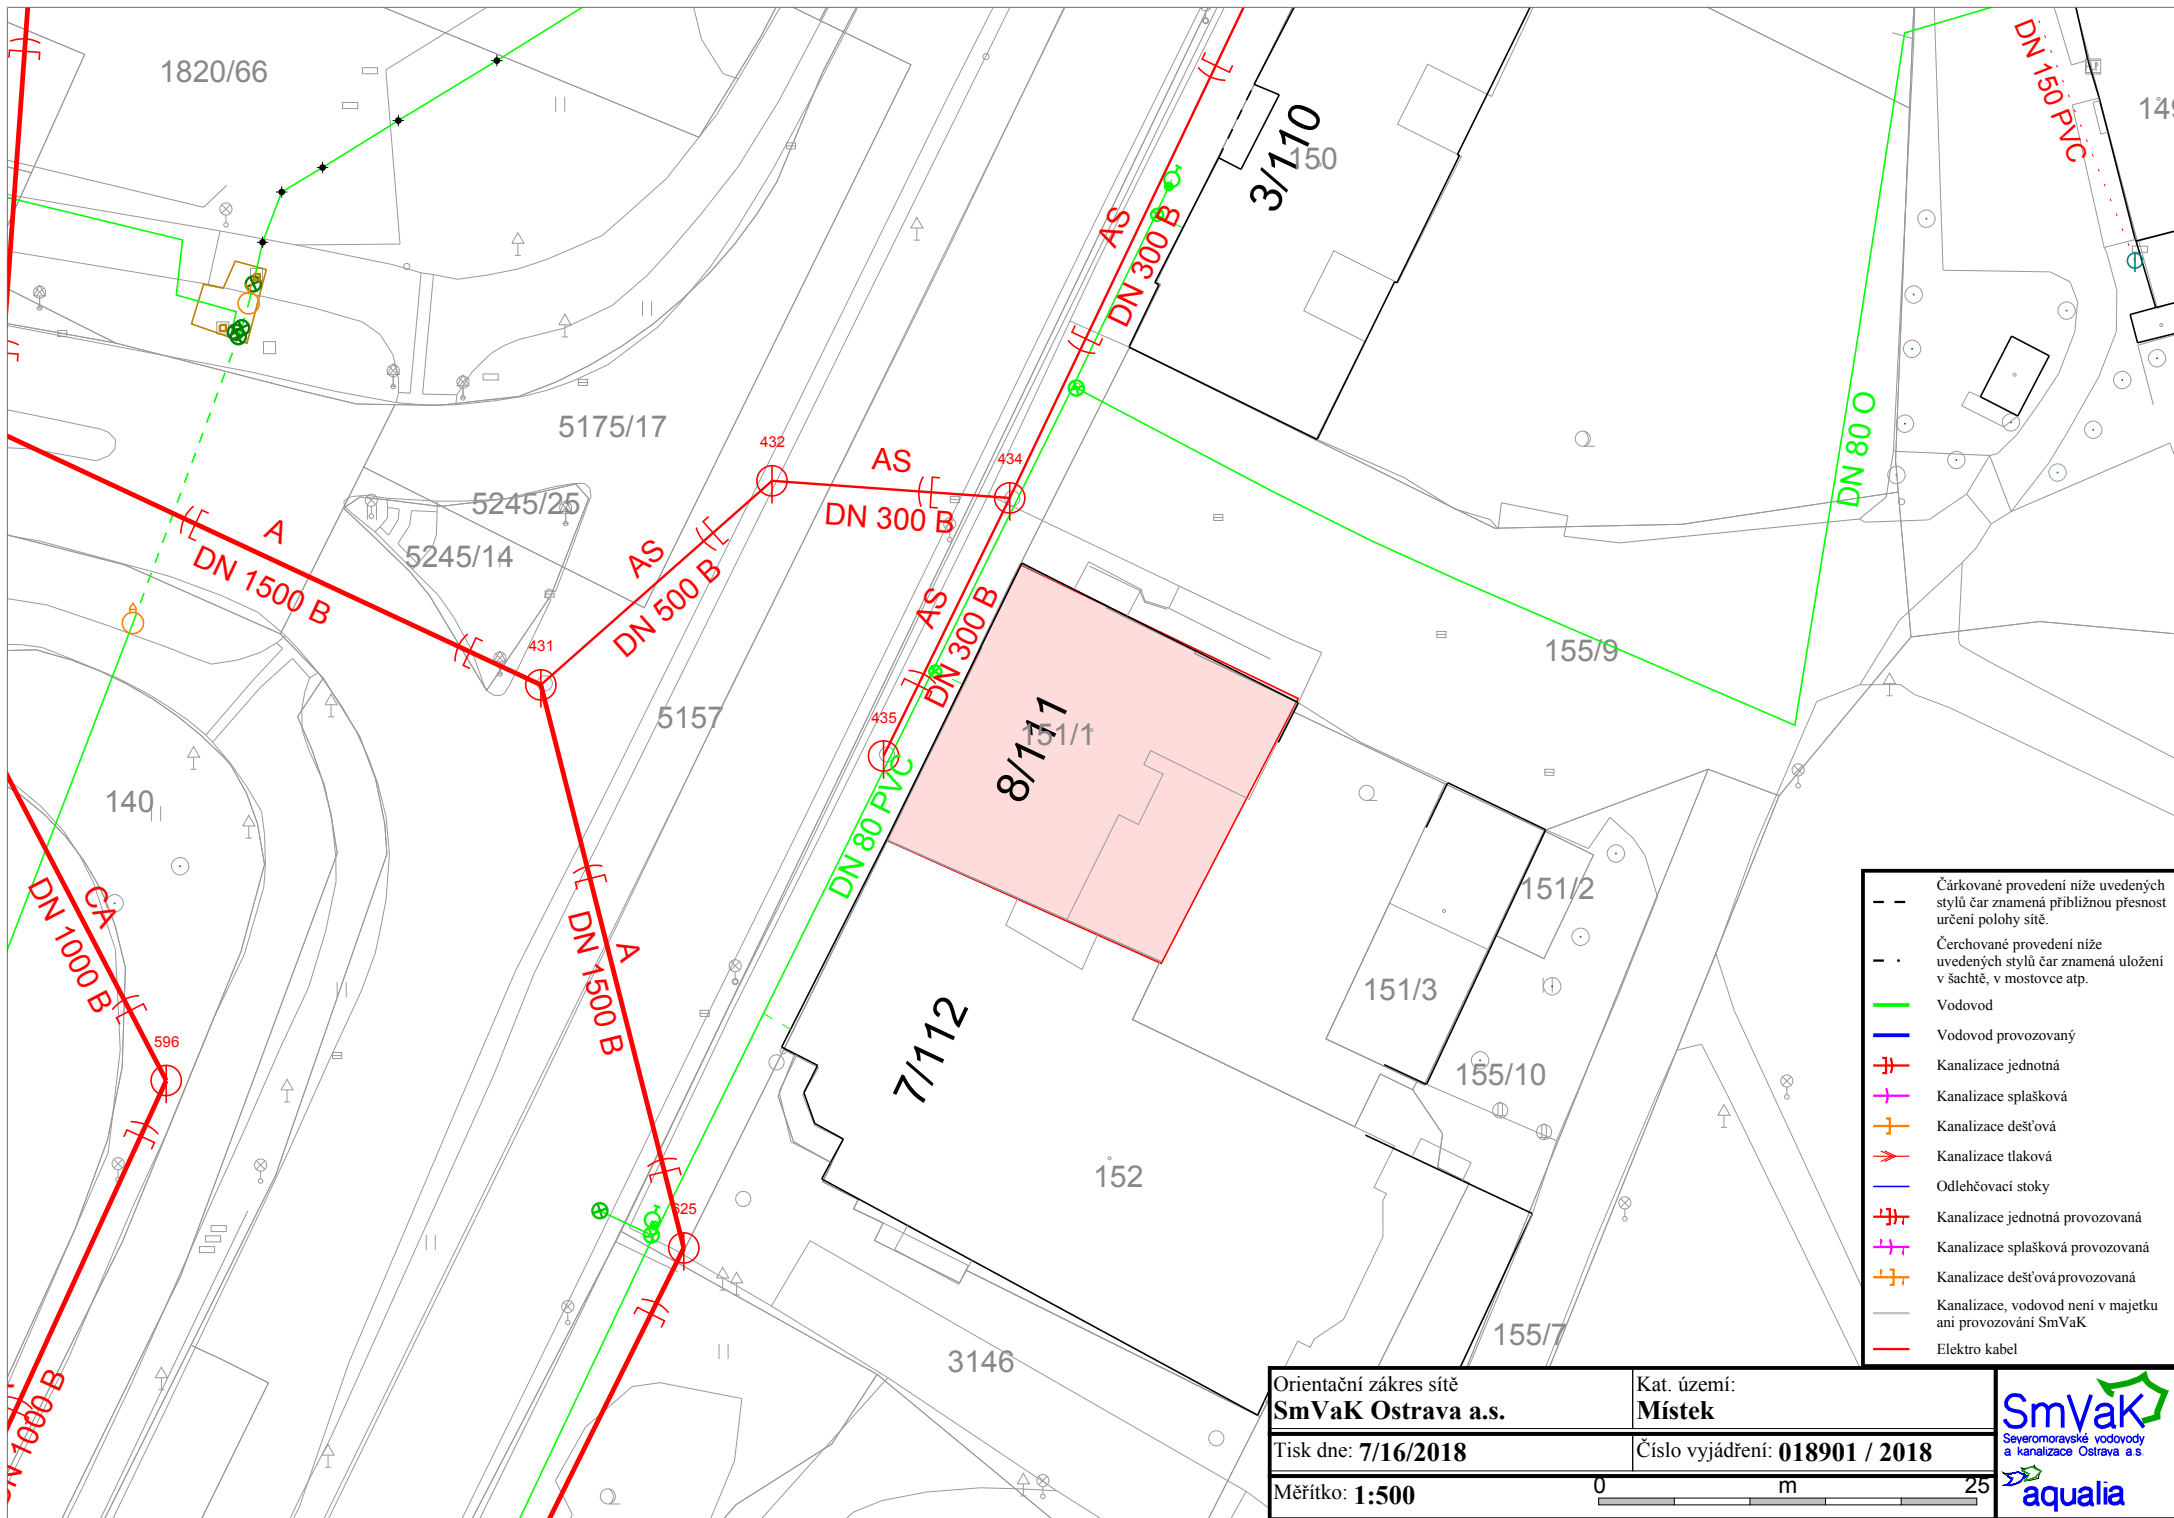 1820/66
3/110
150
DN 150 PVC
AS
DN 300 B
5175/17
432
AS
434
DN 300 B
DN 80 O
5245/25
5245/14
A
DN 1500 B
AS
DN 500 B
431
AS
DN 300 B
155/9
5157
435
8/111
151/1
DN 80 PVC
140
CA
DN 1000 B
A
DN 1500 B
151/2
151/3
596
7/112
155/10
152
625
155/7
3146
DN 1000 B
Čárkované provedení níže uvedených
stylů čar znamená přibližnou přesnost
určení polohy sítě.
Čerchované provedení níže
uvedených stylů čar znamená uložení
v šachtě, v mostovce atp.
Vodovod
Vodovod provozovaný
Kanalizace jednotná
Kanalizace splašková
Kanalizace dešťová
Kanalizace tlaková
Odlehčovací stoky
Kanalizace jednotná provozovaná
Kanalizace splašková provozovaná
Kanalizace dešťová provozovaná
Kanalizace, vodovod není v majetku
ani provozování SmVaK
Elektro kabel
Orientační zákres sítě
SmVaK Ostrava a.s.
Kat. území:
Místek
Tisk dne: 7/16/2018
Číslo vyjádření: 018901 / 2018
Měřítko: 1:500
0 m 25
SmVaK
Severomoravské vodovody
a kanalizace Ostrava a.s.
aqualia